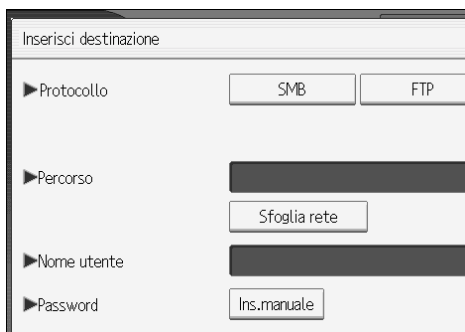 Inserisci destinazione
▶Protocollo SMB FTP
▶Percorso
Sfoglia rete
▶Nome utente
▶Password Ins.manuale